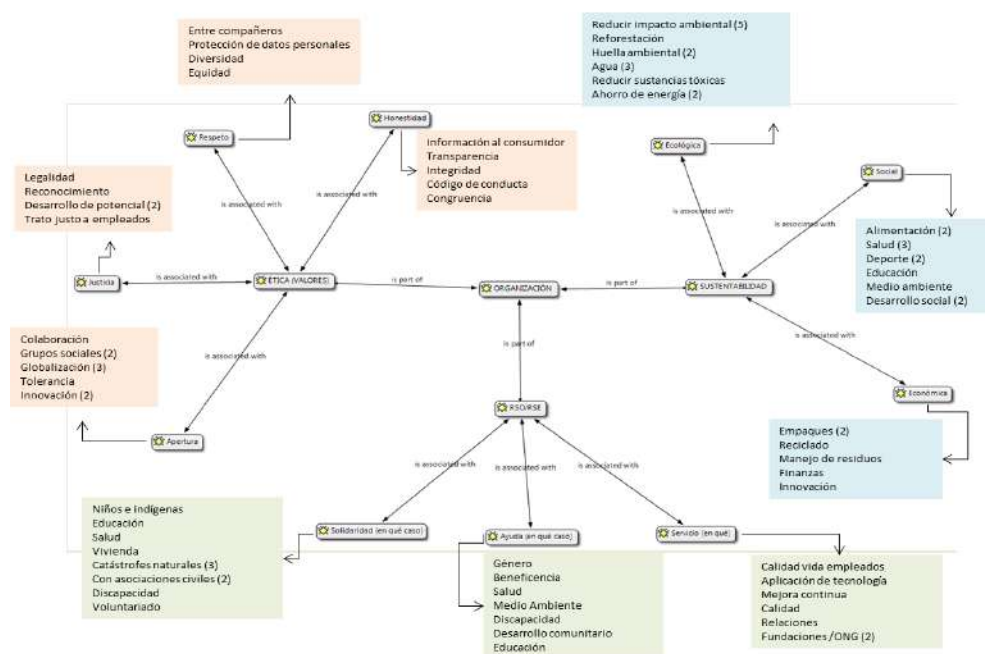 Entre compañeros
Protección de datos personales
Diversidad
Equidad
Reducir impacto ambiental (5)
Reforestación
Huella ambiental (2)
Agua (3)
Reducir sustancias tóxicas
Ahorro de energía (2)
Respeto
Honestidad
Ecológica
Social
Información al consumidor
Transparencia
Integridad
Código de conducta
Congruencia
Legalidad
Reconocimiento
Desarrollo de potencial (2)
Trato justo a empleados
is associated with
is associated with
is associated with
is associated with
Alimentación (2)
Salud (3)
Deporte (2)
Educación
Medio ambiente
Desarrollo social (2)
Justicia
is associated with
ÉTICA (VALORES)
is part of
ORGANIZACIÓN
is part of
SUSTENTABILIDAD
Colaboración
Grupos sociales (2)
Globalización (3)
Tolerancia
Innovación (2)
is associated with
is part of
is associated with
Económica
RSO/RSE
Apertura
Empaques (2)
Reciclado
Manejo de residuos
Finanzas
Innovación
is associated with
is associated with
is associated with
Solidaridad (en qué caso)
Ayuda (en qué caso)
Servicio (en qué)
Niños e indígenas
Educación
Salud
Vivienda
Catástrofes naturales (3)
Con asociaciones civiles (2)
Discapacidad
Voluntariado
Género
Beneficencia
Salud
Medio Ambiente
Discapacidad
Desarrollo comunitario
Educación
Calidad vida empleados
Aplicación de tecnología
Mejora continua
Calidad
Relaciones
Fundaciones /ONG (2)